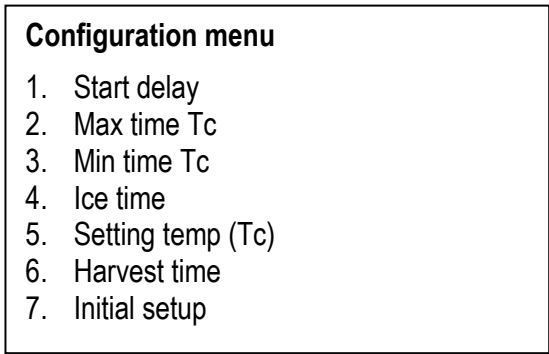 Configuration menu
1. Start delay
2. Max time Tc
3. Min time Tc
4. Ice time
5. Setting temp (Tc)
6. Harvest time
7. Initial setup